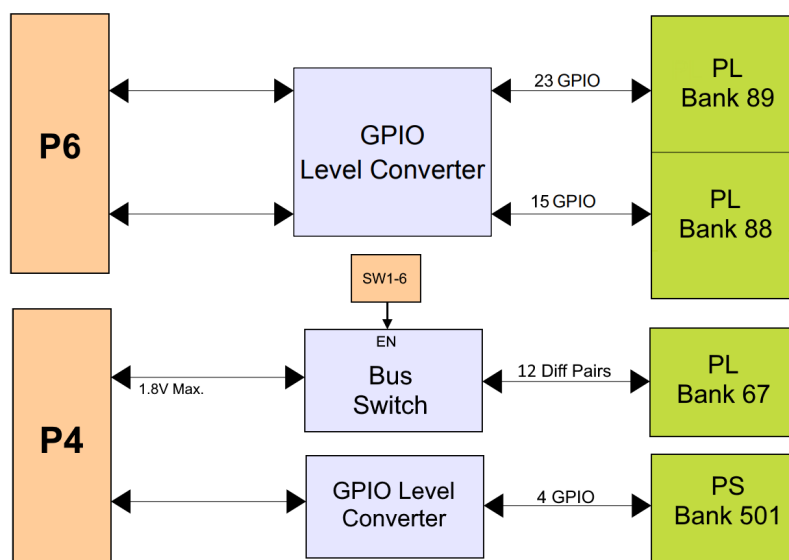 P6
GPIO
Level Converter
23 GPIO
15 GPIO
PL
Bank 89
PL
Bank 88
SW1-6
P4
1.8V Max.
EN
Bus
Switch
12 Diff Pairs
PL
Bank 67
GPIO Level
Converter
4 GPIO
PS
Bank 501